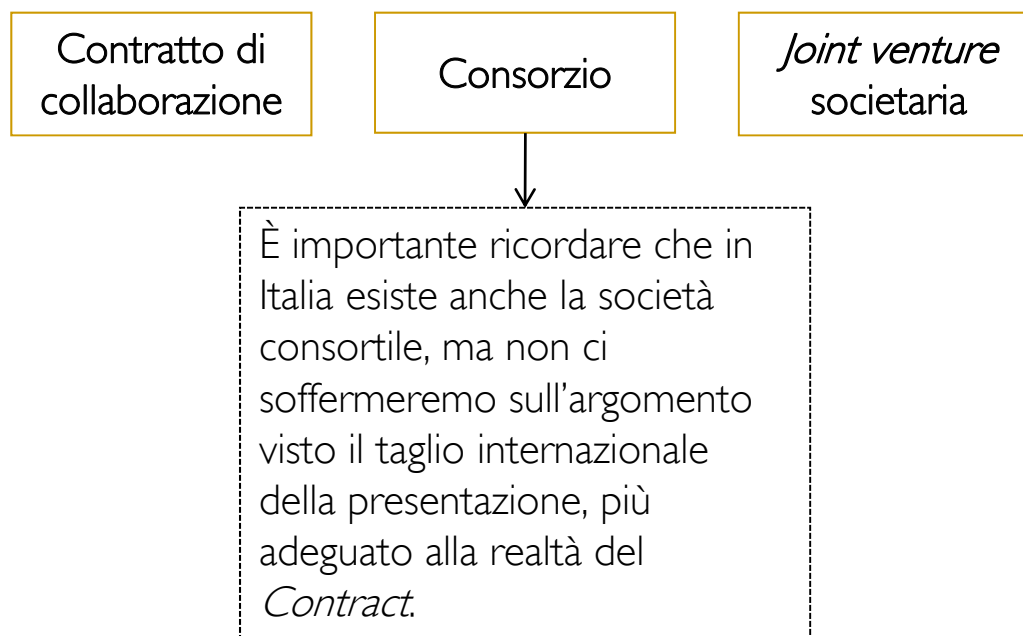 Contratto di
collaborazione
Consorzio
Joint venture
societaria
È importante ricordare che in
Italia esiste anche la società
consortile, ma non ci
soffermeremo sull'argomento
visto il taglio internazionale
della presentazione, più
adeguato alla realtà del
Contract.